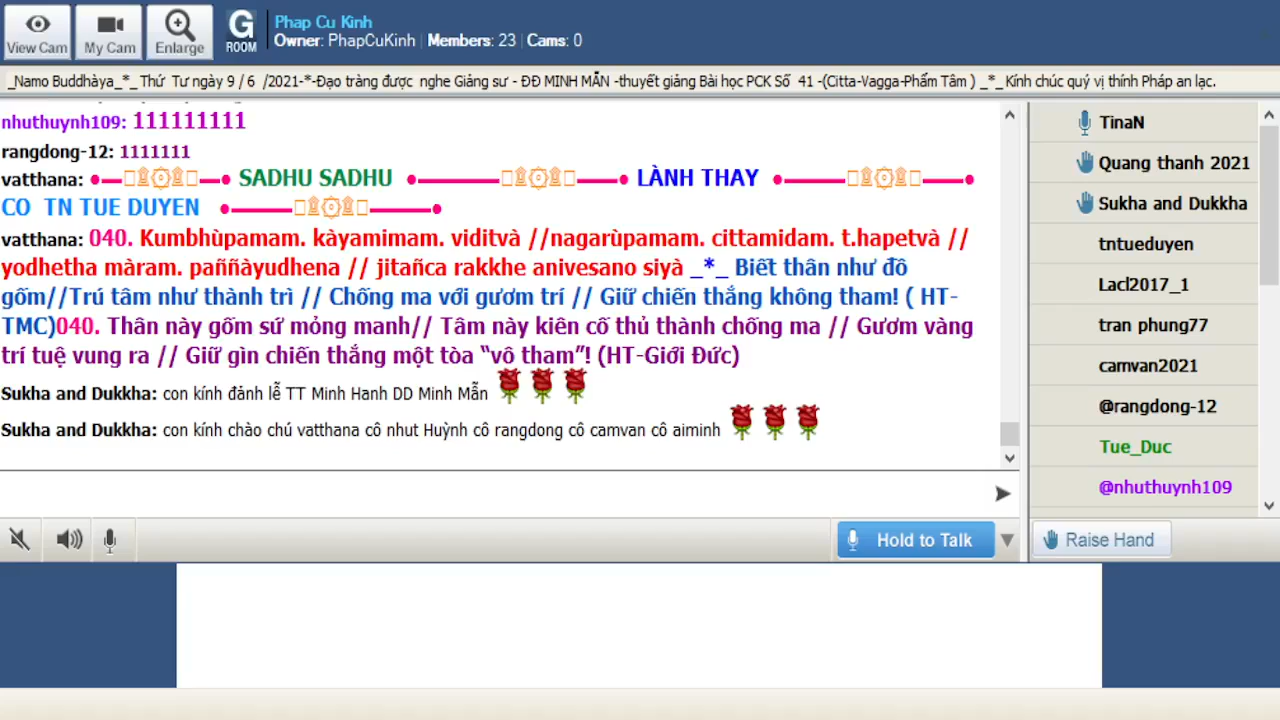 View Cam
My Cam
Enlarge
G
ROOM
Phap Cu Kinh
Owner: PhapCuKinh | Members: 23 | Cams: 0
_Namo Buddhàya_*_ Thứ Tư ngày 9 / 6 /2021-*-Đạo tràng được nghe Giảng sư - ĐĐ MINH MẪN -thuyết giảng Bài học PCK Số 41 -(Citta-Vagga-Phẩm Tâm ) _*_ Kính chúc quý vị thính Pháp an lạc.
nhuthuynh109: 111111111
rangdong-12: 1111111
vatthana: SADHU SADHU LÀNH THAY
CO TN TUE DUYEN
vatthana: 040. Kumbhùpamam. kàyamimam. viditvà //nagarùpamam. cittamidam. t.hapetvà //
yodhetha màram. paññàyudhena // jitañca rakkhe anivesano siyà _*_ Biết thân như đồ
gốm//Trú tâm như thành trì // Chống ma với gươm trí // Giữ chiến thắng không tham! ( HT-
TMC)040. Thân này gốm sứ mỏng manh// Tâm này kiên cố thủ thành chống ma // Gươm vàng
trí tuệ vung ra // Giữ gìn chiến thắng một tòa “vô tham”! (HT-Giới Đức)
Sukha and Dukkha: con kính đảnh lễ TT Minh Hanh DD Minh Mẫn
Sukha and Dukkha: con kính chào chú vatthana cô nhut Huỳnh cô rangdong cô camvan cô aiminh
Hold to Talk
TinaN
Quang thanh 2021
Sukha and Dukkha
tntueduyen
Lacl2017_1
tran phung77
camvan2021
@rangdong-12
Tue_Duc
@nhuthuynh109
Raise Hand